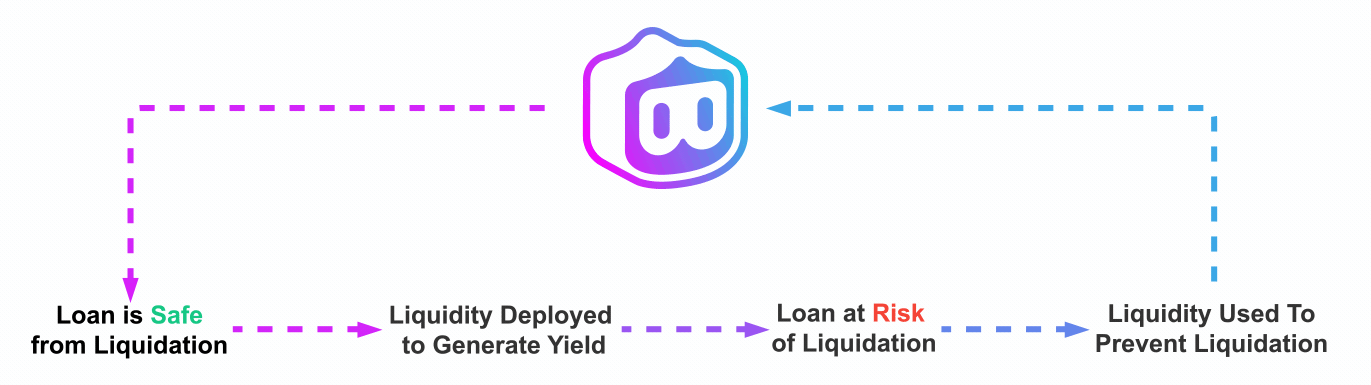 Loan is Safe
from Liquidation
Liquidity Deployed
to Generate Yield
Loan at Risk
of Liquidation
Liquidity Used To
Prevent Liquidation